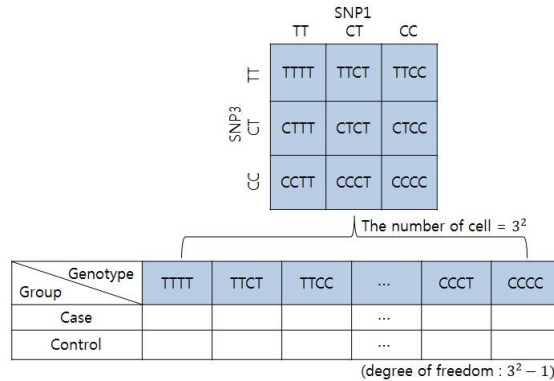 SNP1
TT CT CC
SNP3
TT TTTT TTCT TTCC
CT CTTT CTCT CTCC
CC CCTT CCCT CCCC
The number of cell = 3²
Genotype
Group
TTTT TTCT TTCC ... CCCT CCCC
Case ...
Control ...
(degree of freedom : 3² − 1)